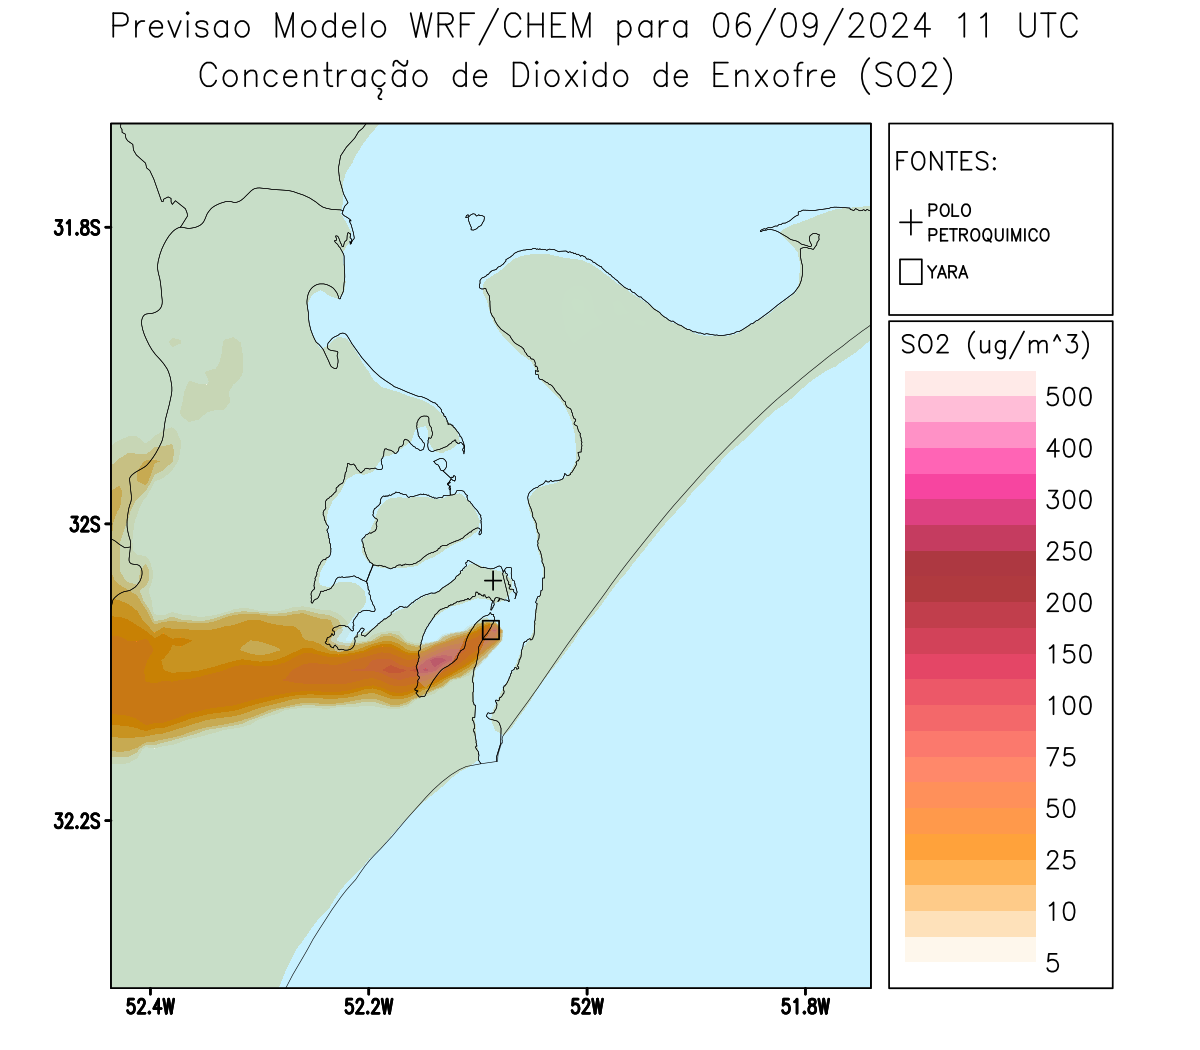 Previsao Modelo WRF/CHEM para 06/09/2024 11 UTC
Concentração de Dioxido de Enxofre (SO2)
FONTES:
POLO
PETROQUIMICO
YARA
SO2 (ug/m^3)
500
400
300
250
200
150
100
75
50
25
10
5
31.8S
32S
32.2S
52.4W
52.2W
52W
51.8W